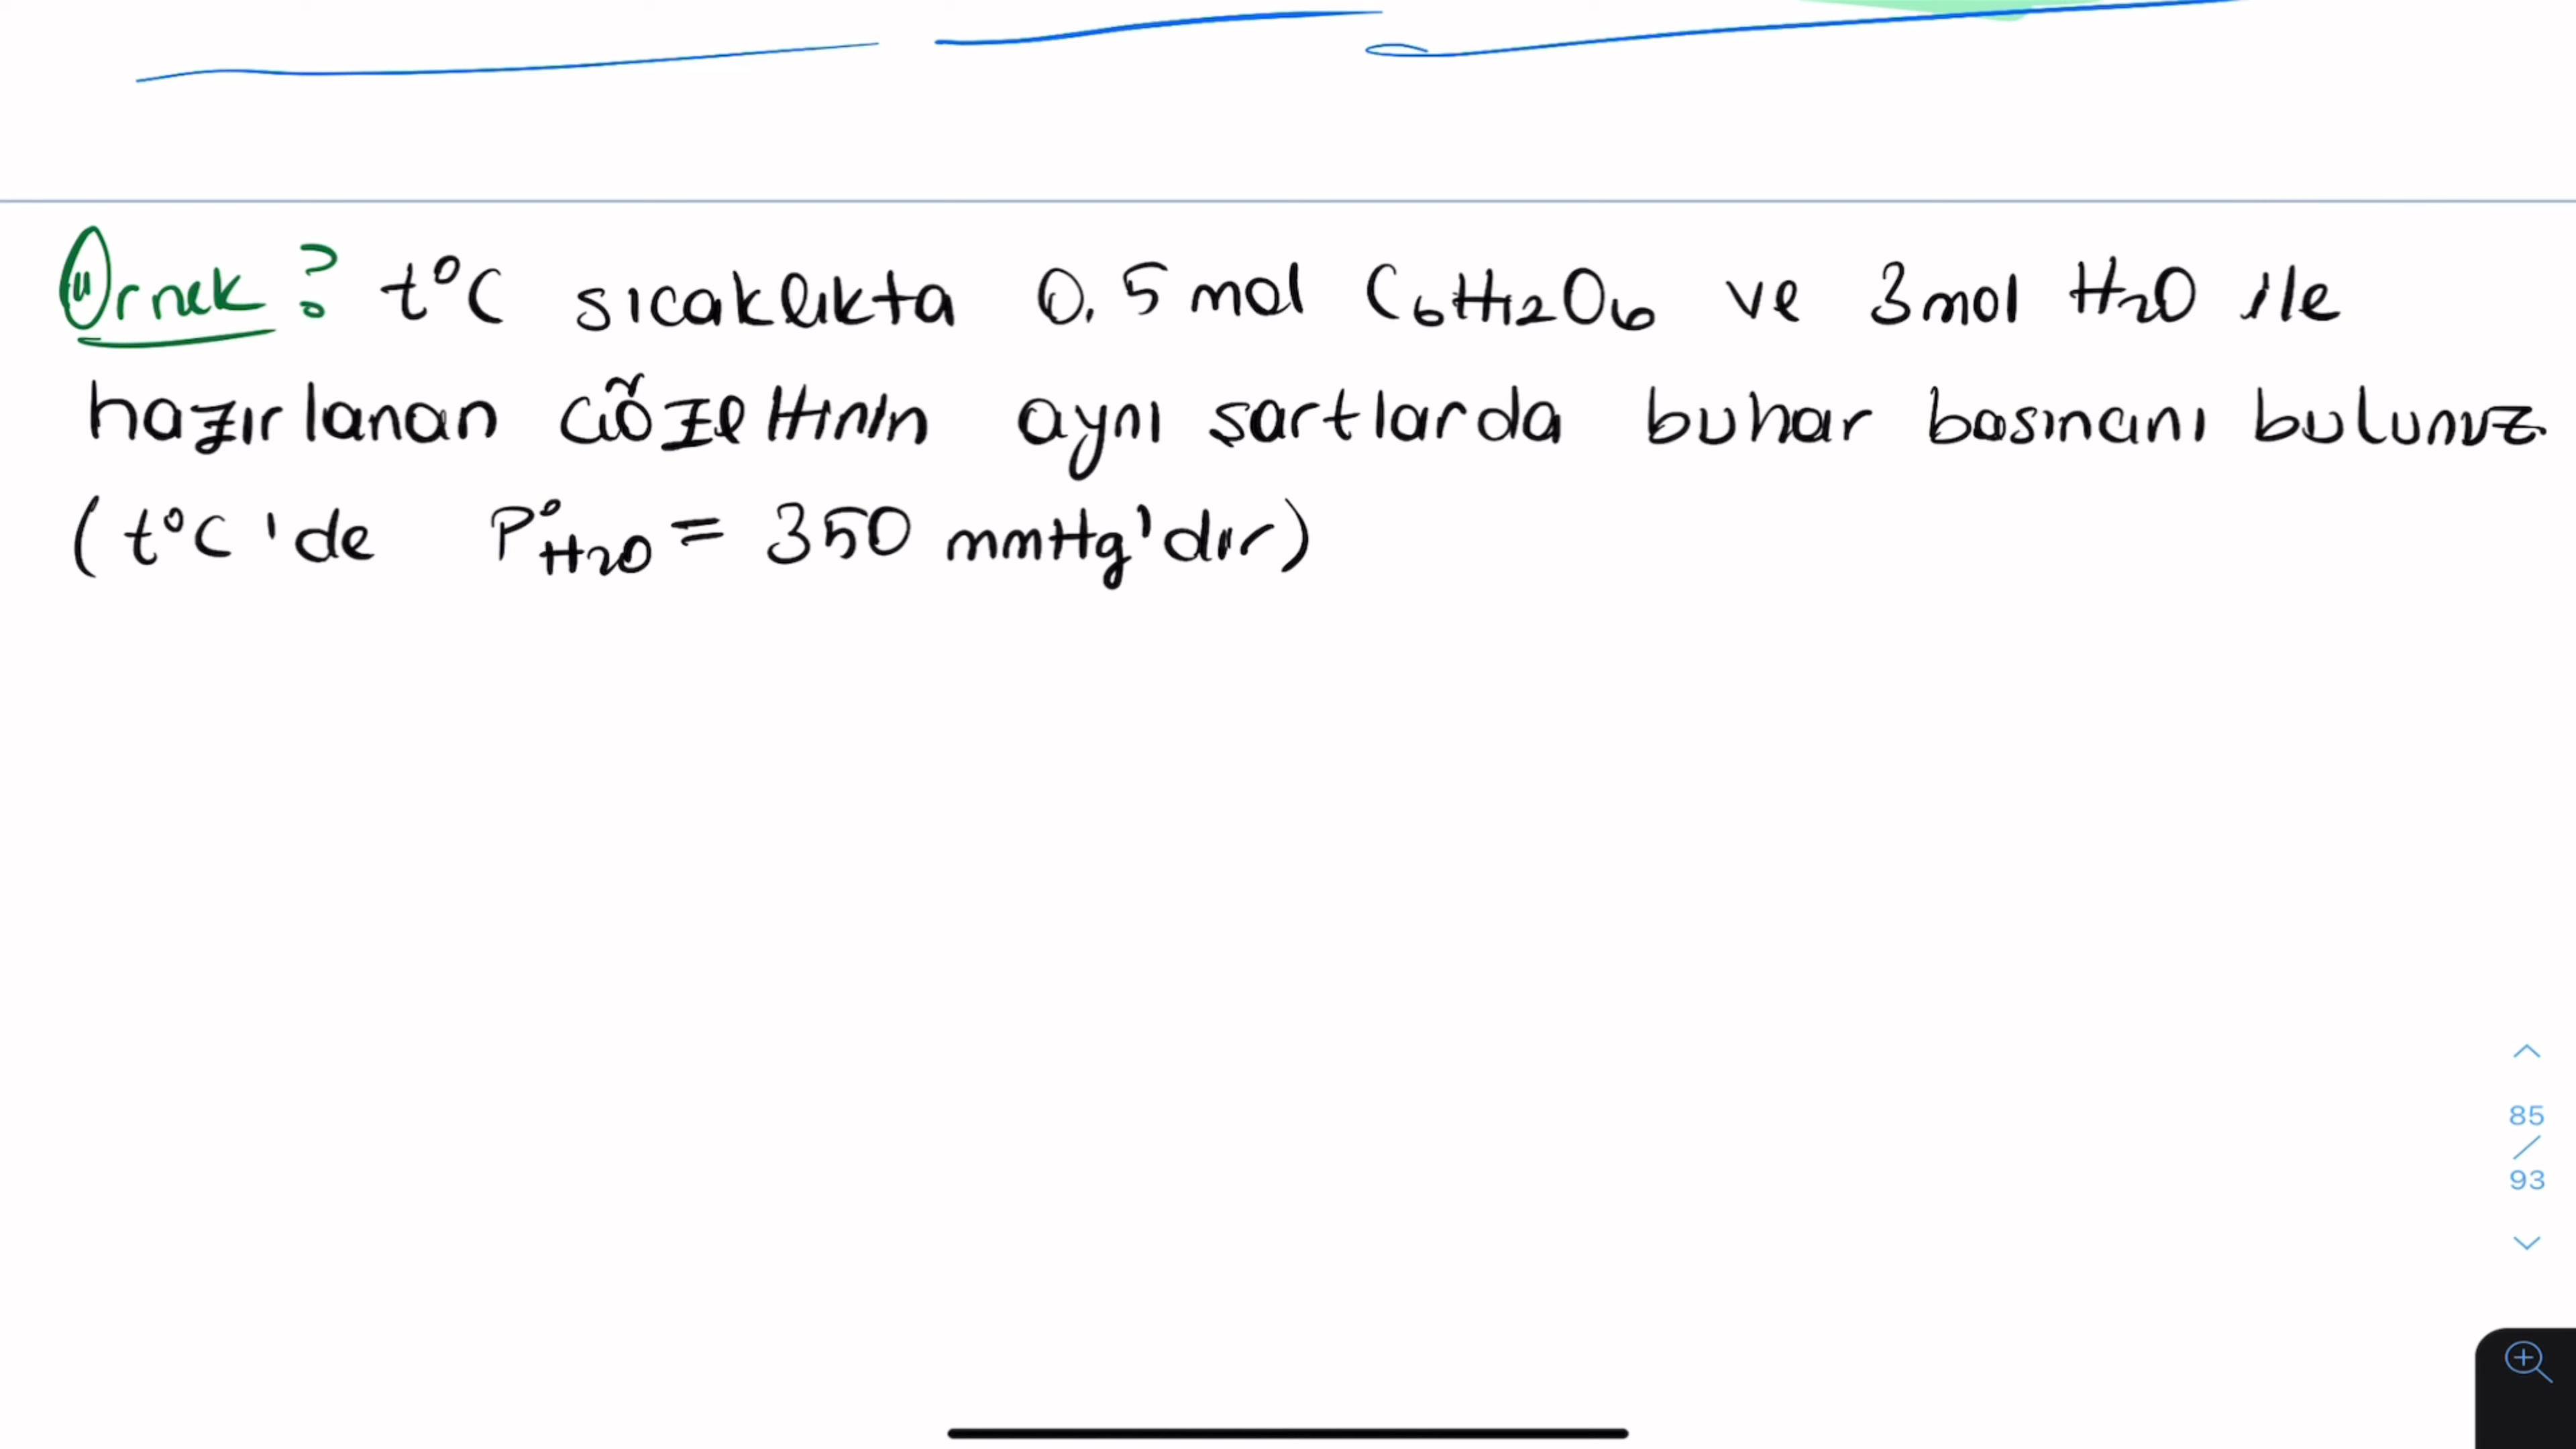 Örnek: t°C sıcaklıkta 0.5 mol C₆H₁₂O₆ ve 3 mol H₂O ile
hazırlanan çözeltinin aynı sartlarda buhar basıncını bulunuz
(t°C'de P°H₂O = 350 mmHg'dır)
85
/
93